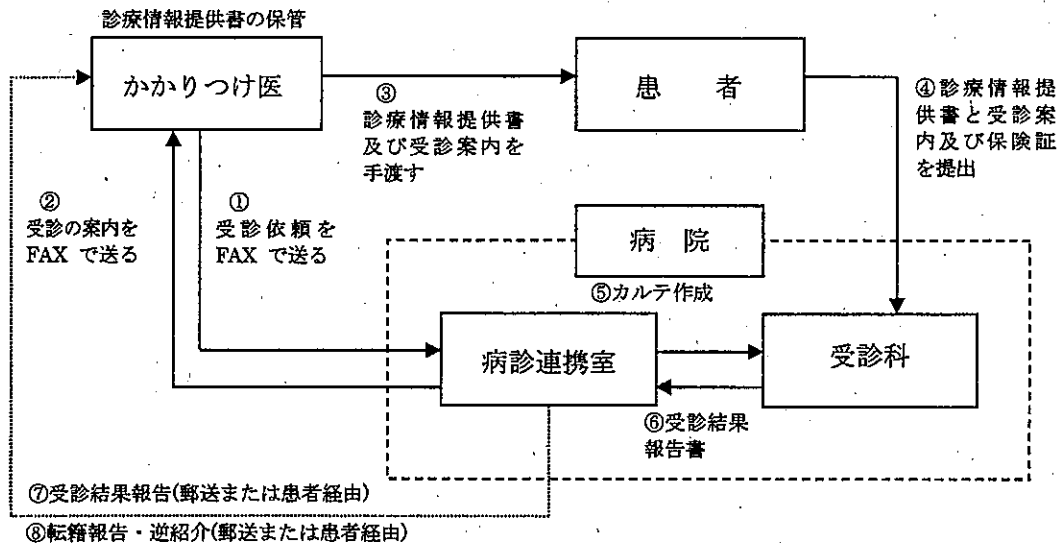 診療情報提供書の保管
かかりつけ医
患者
③
診療情報提供書
及び受診案内を
手渡す
④診療情報提
供書と受診案
内及び保険証
を提出
②
受診の案内を
FAX で送る
①
受診依頼を
FAX で送る
病院
⑤カルテ作成
病診連携室
受診科
⑥受診結果
報告書
⑦受診結果報告(郵送または患者経由)
⑧転籍報告・逆紹介(郵送または患者経由)